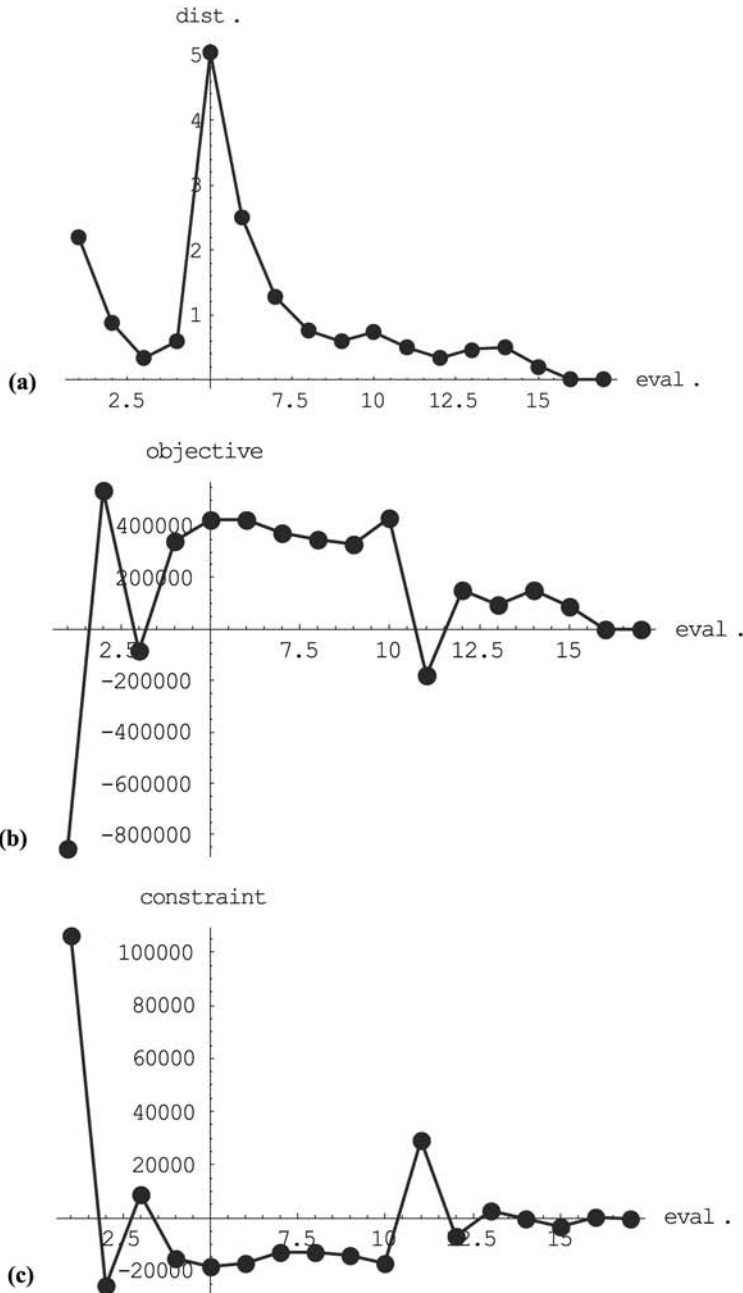 dist .
5
4
3
2
1
(a)
eval .
2.5 7.5 10 12.5 15
objective
400000
200000
eval .
2.5 7.5 10 12.5 15
-200000
-400000
-600000
-800000
(b)
constraint
100000
80000
60000
40000
20000
eval .
2.5 7.5 10 12.5 15
-20000
(c)